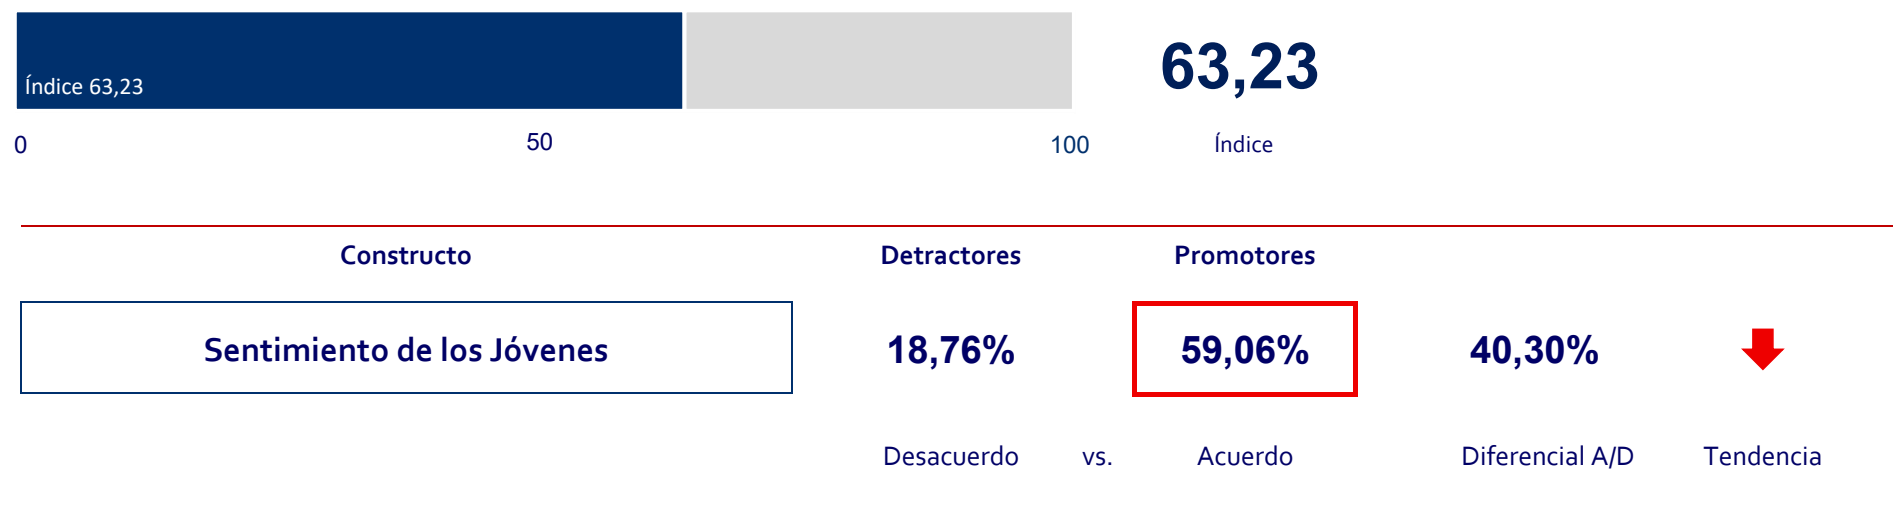 63,23
Índice 63,23
0 50 100 Índice
Constructo Detractores Promotores
Sentimiento de los Jóvenes 18,76% 59,06% 40,30%
Desacuerdo vs. Acuerdo Diferencial A/D Tendencia